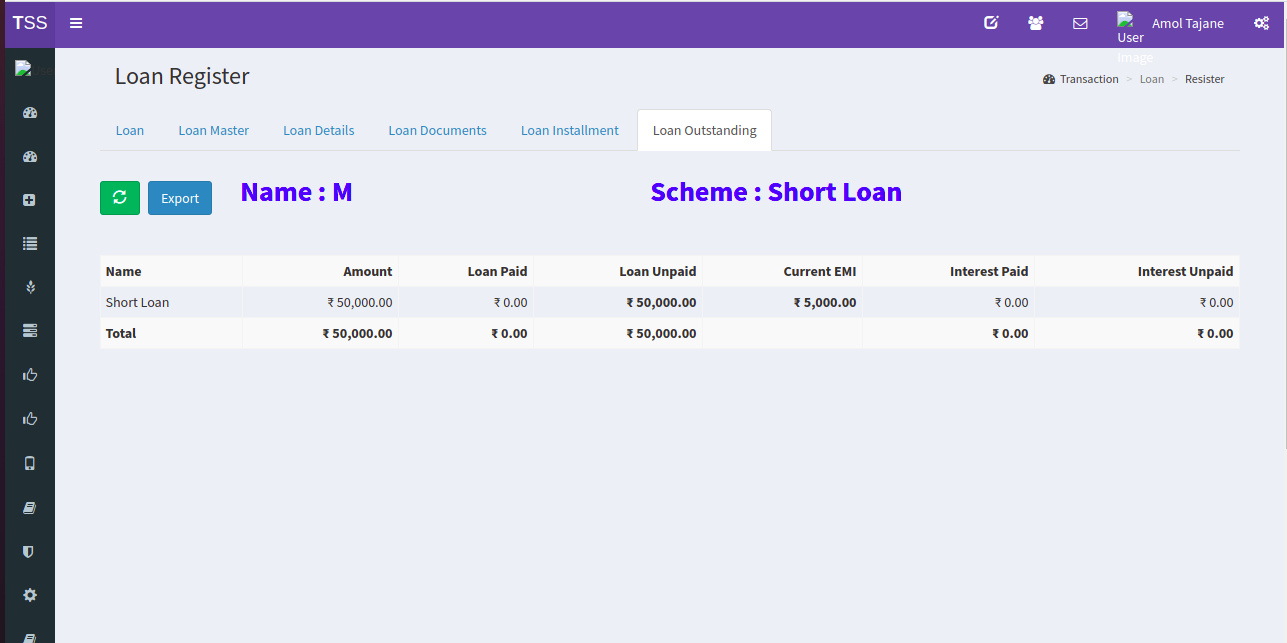 TSS
Amol Tajane
User
Image
User
Loan Register
Transaction > Loan > Resister
Loan Loan Master Loan Details Loan Documents Loan Installment Loan Outstanding
Export Name : M Scheme : Short Loan
Name Amount Loan Paid Loan Unpaid Current EMI Interest Paid Interest Unpaid
Short Loan ₹ 50,000.00 ₹ 0.00 ₹ 50,000.00 ₹ 5,000.00 ₹ 0.00 ₹ 0.00
Total ₹ 50,000.00 ₹ 0.00 ₹ 50,000.00 ₹ 0.00 ₹ 0.00